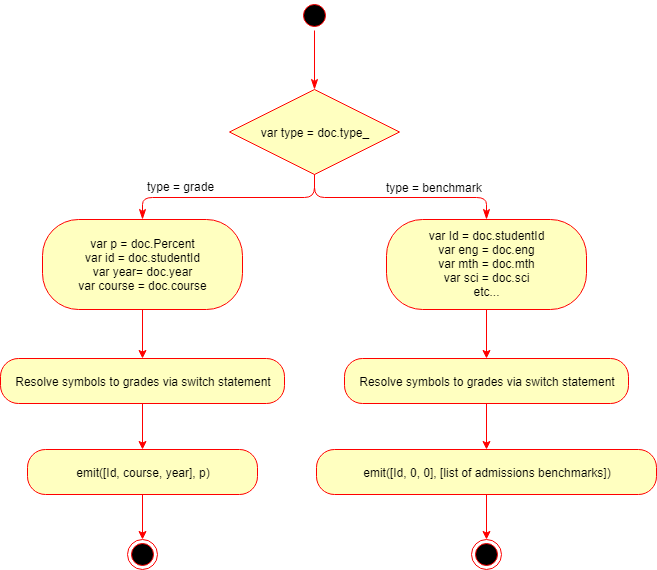 var type = doc.type_
type = grade
type = benchmark
var p = doc.Percent
var id = doc.studentId
var year= doc.year
var course = doc.course
var Id = doc.studentId
var eng = doc.eng
var mth = doc.mth
var sci = doc.sci
etc...
Resolve symbols to grades via switch statement
Resolve symbols to grades via switch statement
emit([Id, course, year], p)
emit([Id, 0, 0], [list of admissions benchmarks])